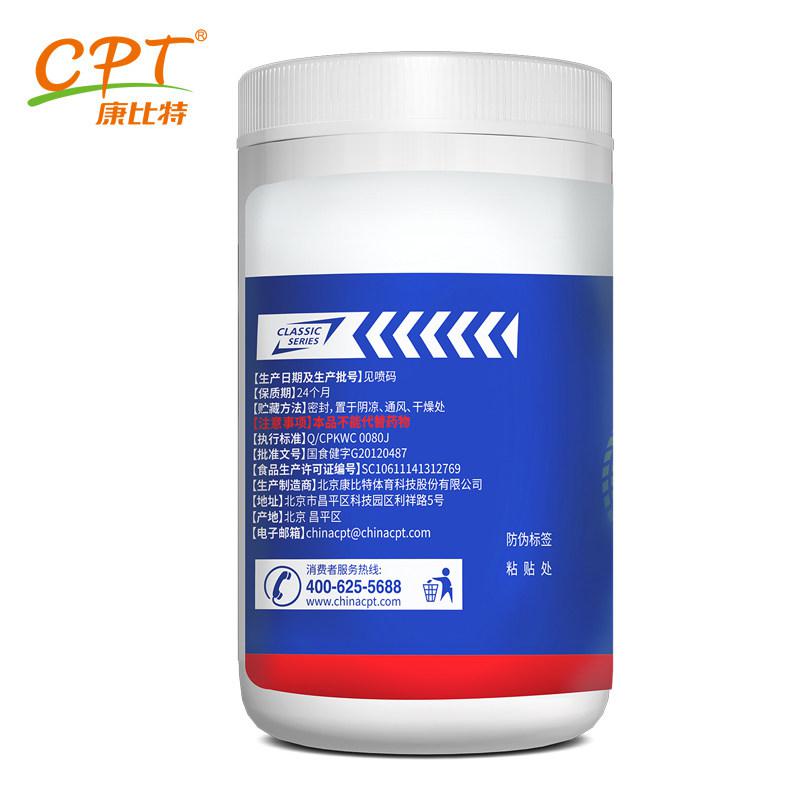 CPT®
康比特
CLASSIC
SERIES
【生产日期及生产批号】见喷码
【保质期】24个月
【贮藏方法】密封，置于阴凉、通风、干燥处
【注意事项】本品不能代替药物
【执行标准】Q/CPKWC 0080J
【批准文号】国食健字G20120487
【食品生产许可证编号】SC10611141312769
【生产制造商】北京康比特体育科技股份有限公司
【地址】北京市昌平区科技园区利祥路5号
【产地】北京 昌平区
【电子邮箱】chinacpt@chinacpt.com
防伪标签
粘 贴 处
消费者服务热线:
400-625-5688
www.chinacpt.com